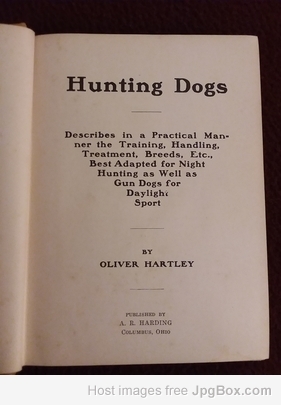 Hunting Dogs
Describes in a Practical Man-
ner the Training, Handling,
Treatment, Breeds, Etc.,
Best Adapted for Night
Hunting as Well as
Gun Dogs for
Daylight
Sport
BY
OLIVER HARTLEY
PUBLISHED BY
A. R. HARDING
COLUMBUS, OHIO
Host images free JpgBox.com